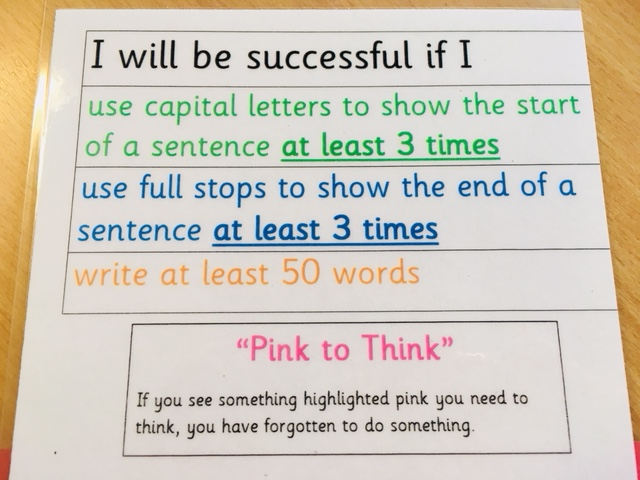 I will be successful if I
use capital letters to show the start
of a sentence at least 3 times
use full stops to show the end of a
sentence at least 3 times
write at least 50 words
“Pink to Think”
If you see something highlighted pink you need to
think, you have forgotten to do something.